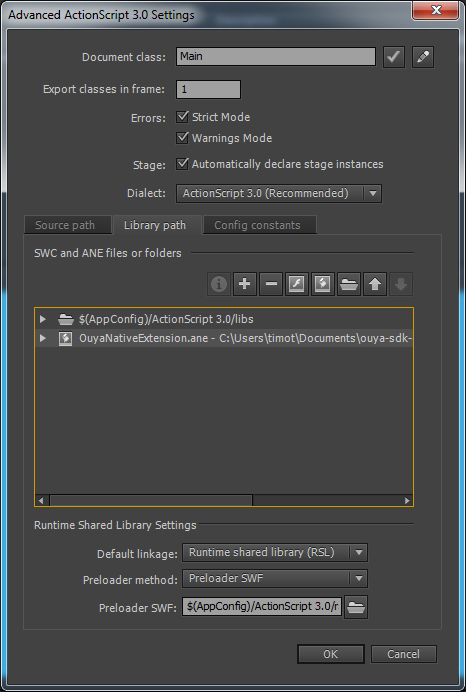 Advanced ActionScript 3.0 Settings
Document class: Main
Export classes in frame: 1
Errors: Strict Mode
Warnings Mode
Stage: Automatically declare stage instances
Dialect: ActionScript 3.0 (Recommended)
Source path Library path Config constants
SWC and ANE files or folders
$(AppConfig)/ActionScript 3.0/libs
OuyaNativeExtension.ane - C:\Users\timot\Documents\ouya-sdk-
Runtime Shared Library Settings
Default linkage: Runtime shared library (RSL)
Preloader method: Preloader SWF
Preloader SWF: $(AppConfig)/ActionScript 3.0/r
OK Cancel